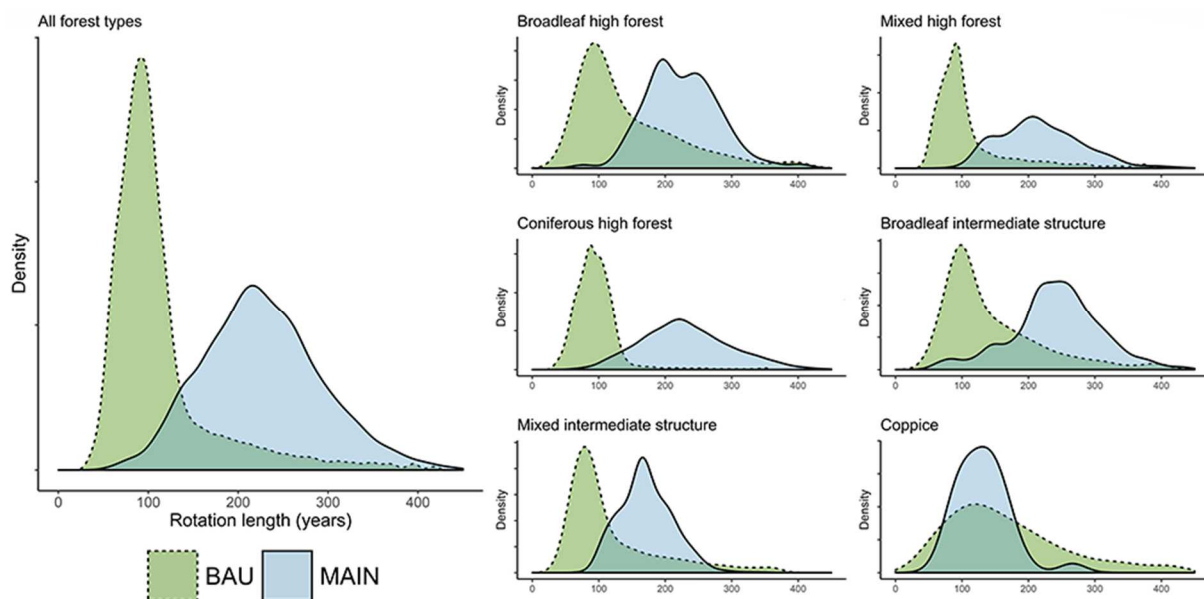 All forest types
Density
0 100 200 300 400
Rotation length (years)
BAU MAIN
Broadleaf high forest
Density
0 100 200 300 400
Mixed high forest
Density
0 100 200 300 400
Coniferous high forest
Density
0 100 200 300 400
Broadleaf intermediate structure
Density
0 100 200 300 400
Mixed intermediate structure
Density
0 100 200 300 400
Coppice
Density
0 100 200 300 400